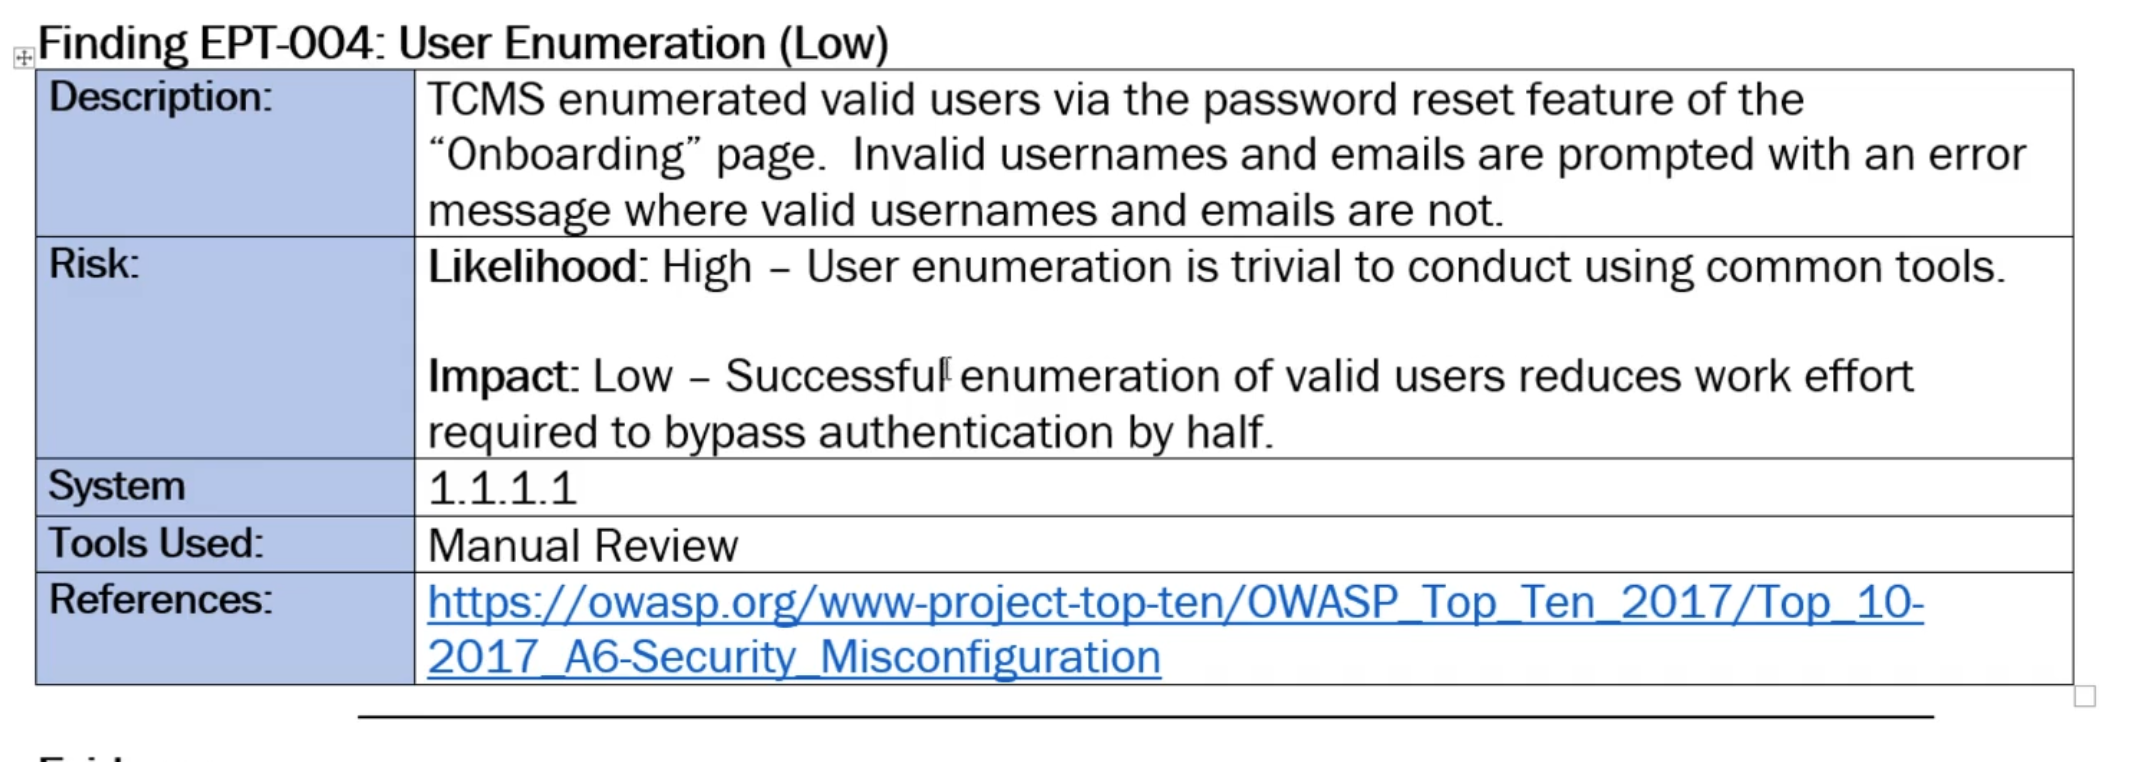 Finding EPT-004: User Enumeration (Low)
Description:
TCMS enumerated valid users via the password reset feature of the
“Onboarding” page.  Invalid usernames and emails are prompted with an error
message where valid usernames and emails are not.
Risk:
Likelihood: High – User enumeration is trivial to conduct using common tools.
Impact: Low – Successful enumeration of valid users reduces work effort
required to bypass authentication by half.
System
1.1.1.1
Tools Used:
Manual Review
References:
https://owasp.org/www-project-top-ten/OWASP_Top_Ten_2017/Top_10-
2017_A6-Security_Misconfiguration